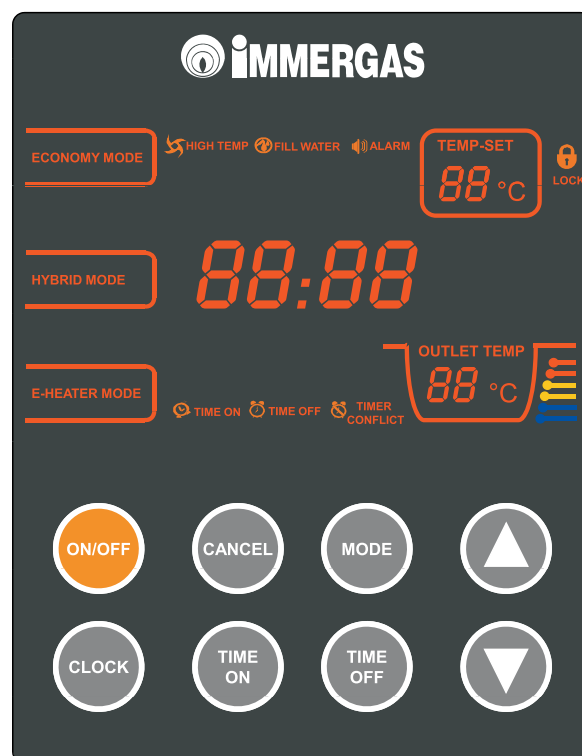 IMMERGAS
ECONOMY MODE
HIGH TEMP
FILL WATER
ALARM
TEMP-SET
88 °C
LOCK
HYBRID MODE
88:88
E-HEATER MODE
TIME ON
TIME OFF
TIMER
CONFLICT
OUTLET TEMP
88 °C
ON/OFF
CANCEL
MODE
CLOCK
TIME
ON
TIME
OFF